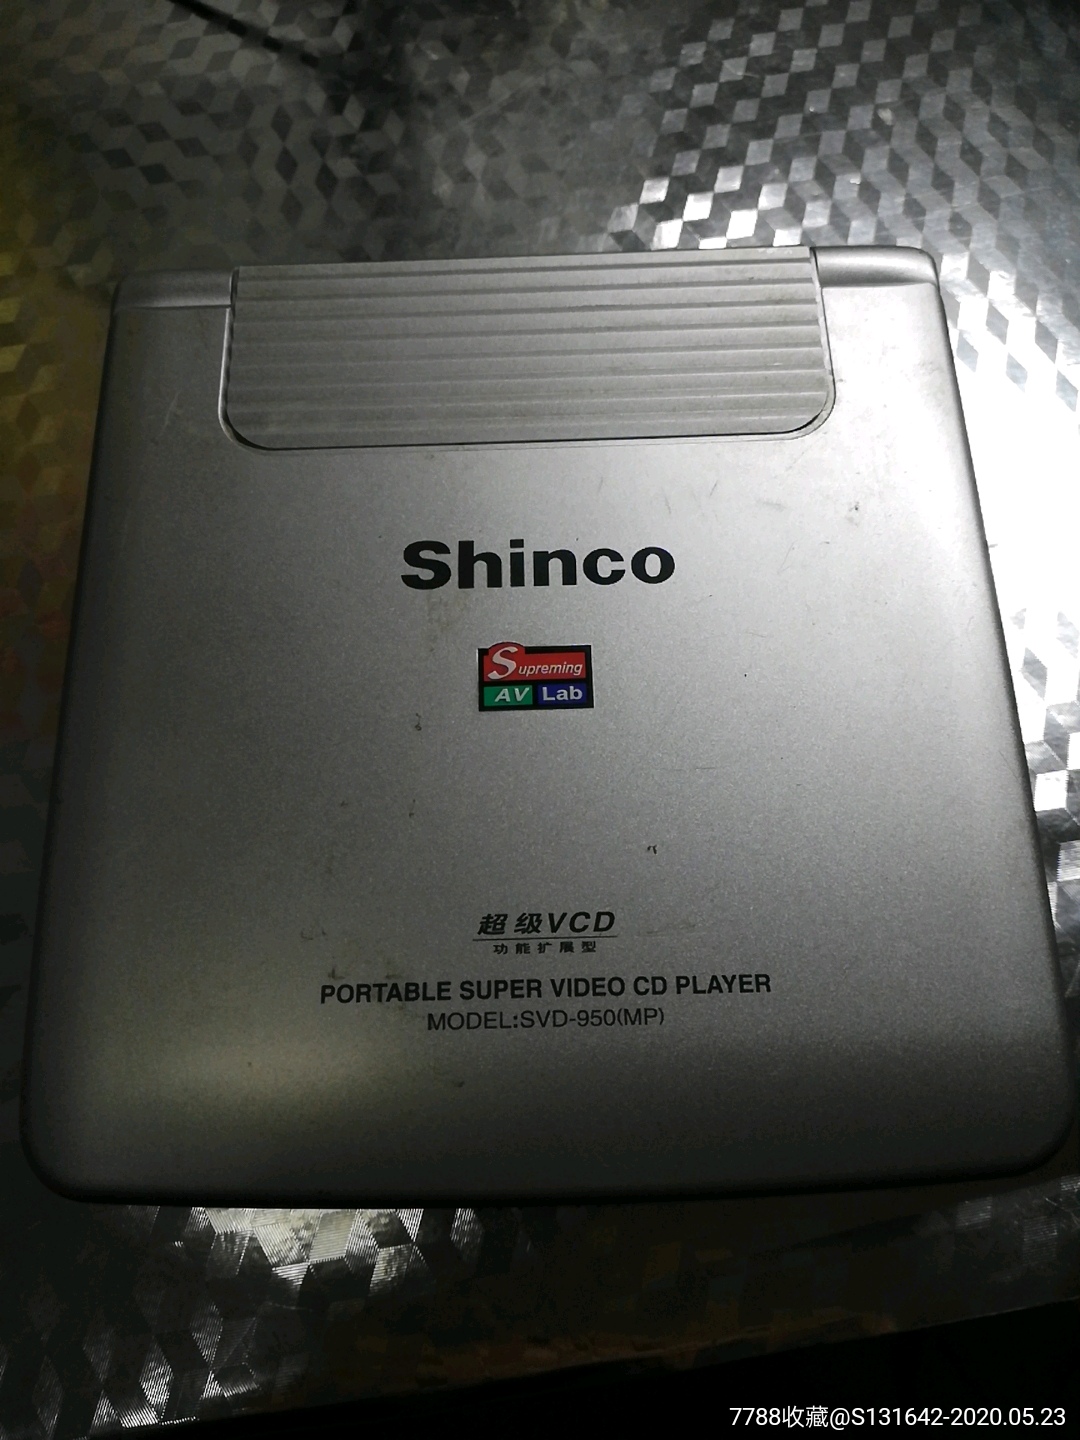 Shinco
Supreming
AV Lab
超级VCD
功能扩展型
PORTABLE SUPER VIDEO CD PLAYER
MODEL:SVD-950(MP)
7788收藏@S131642-2020.05.23